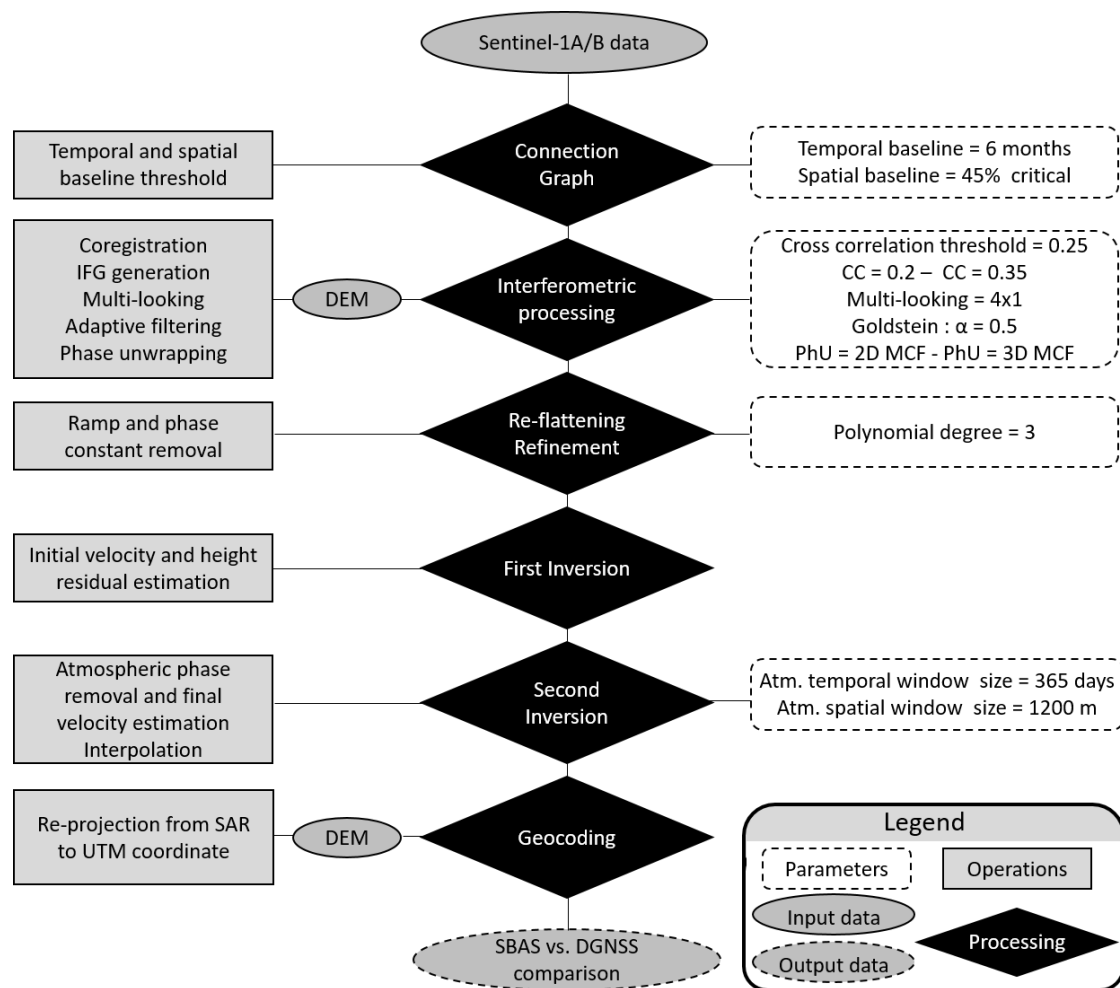 Sentinel-1A/B data
Temporal and spatial
baseline threshold
Connection
Graph
Temporal baseline = 6 months
Spatial baseline = 45% critical
Coregistration
IFG generation
Multi-looking
Adaptive filtering
Phase unwrapping
DEM
Interferometric
processing
Cross correlation threshold = 0.25
CC = 0.2 – CC = 0.35
Multi-looking = 4x1
Goldstein : α = 0.5
PhU = 2D MCF - PhU = 3D MCF
Ramp and phase
constant removal
Re-flattening
Refinement
Polynomial degree = 3
Initial velocity and height
residual estimation
First Inversion
Atmospheric phase
removal and final
velocity estimation
Interpolation
Second
Inversion
Atm. temporal window size = 365 days
Atm. spatial window size = 1200 m
Re-projection from SAR
to UTM coordinate
DEM
Geocoding
SBAS vs. DGNSS
comparison
Legend
Parameters
Operations
Input data
Processing
Output data